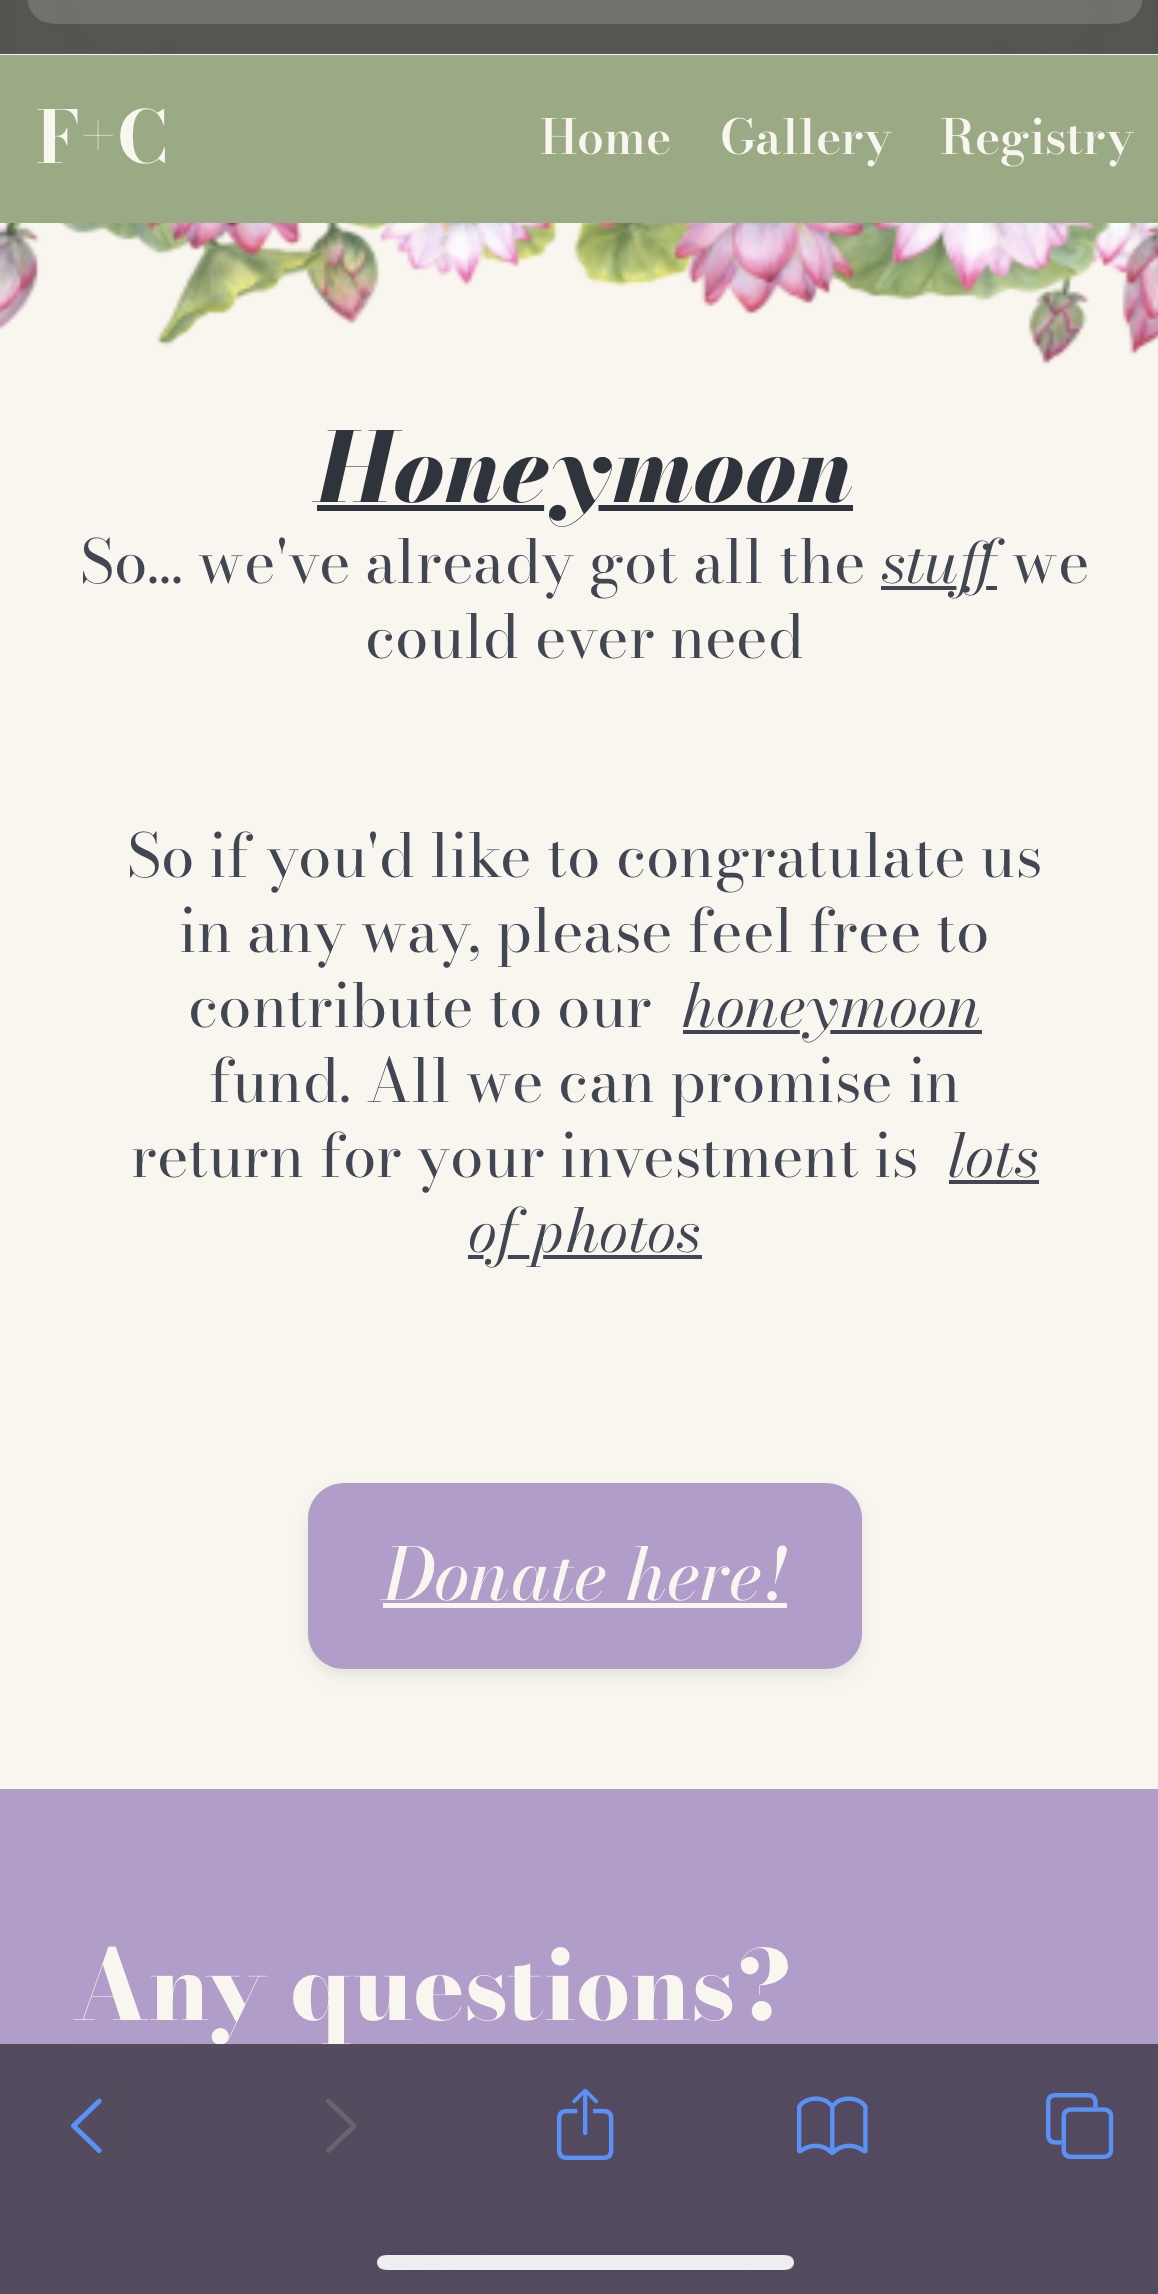 F+C
Home Gallery Registry
Honeymoon
So... we've already got all the stuff we
could ever need
So if you'd like to congratulate us
in any way, please feel free to
contribute to our honeymoon
fund. All we can promise in
return for your investment is lots
of photos
Donate here!
Any questions?